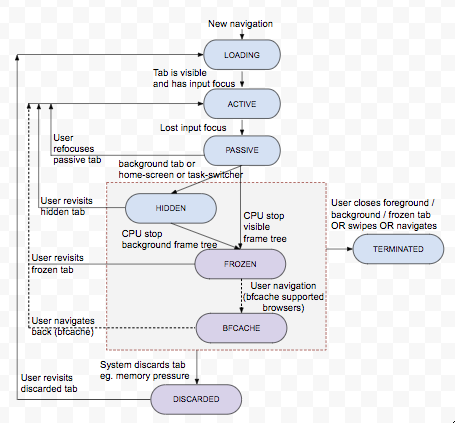 New navigation
LOADING
Tab is visible
and has input focus
ACTIVE
Lost input focus
User
refocuses
passive tab
PASSIVE
background tab or
home-screen or task-switcher
User revisits
hidden tab
HIDDEN
CPU stop
background frame tree
CPU stop
visible
frame tree
User closes foreground /
background / frozen tab
OR swipes OR navigates
TERMINATED
User revisits
frozen tab
FROZEN
User navigation
(bfcache supported
browsers)
User navigates
back (bfcache)
BFCACHE
System discards tab
eg. memory pressure
User revisits
discarded tab
DISCARDED